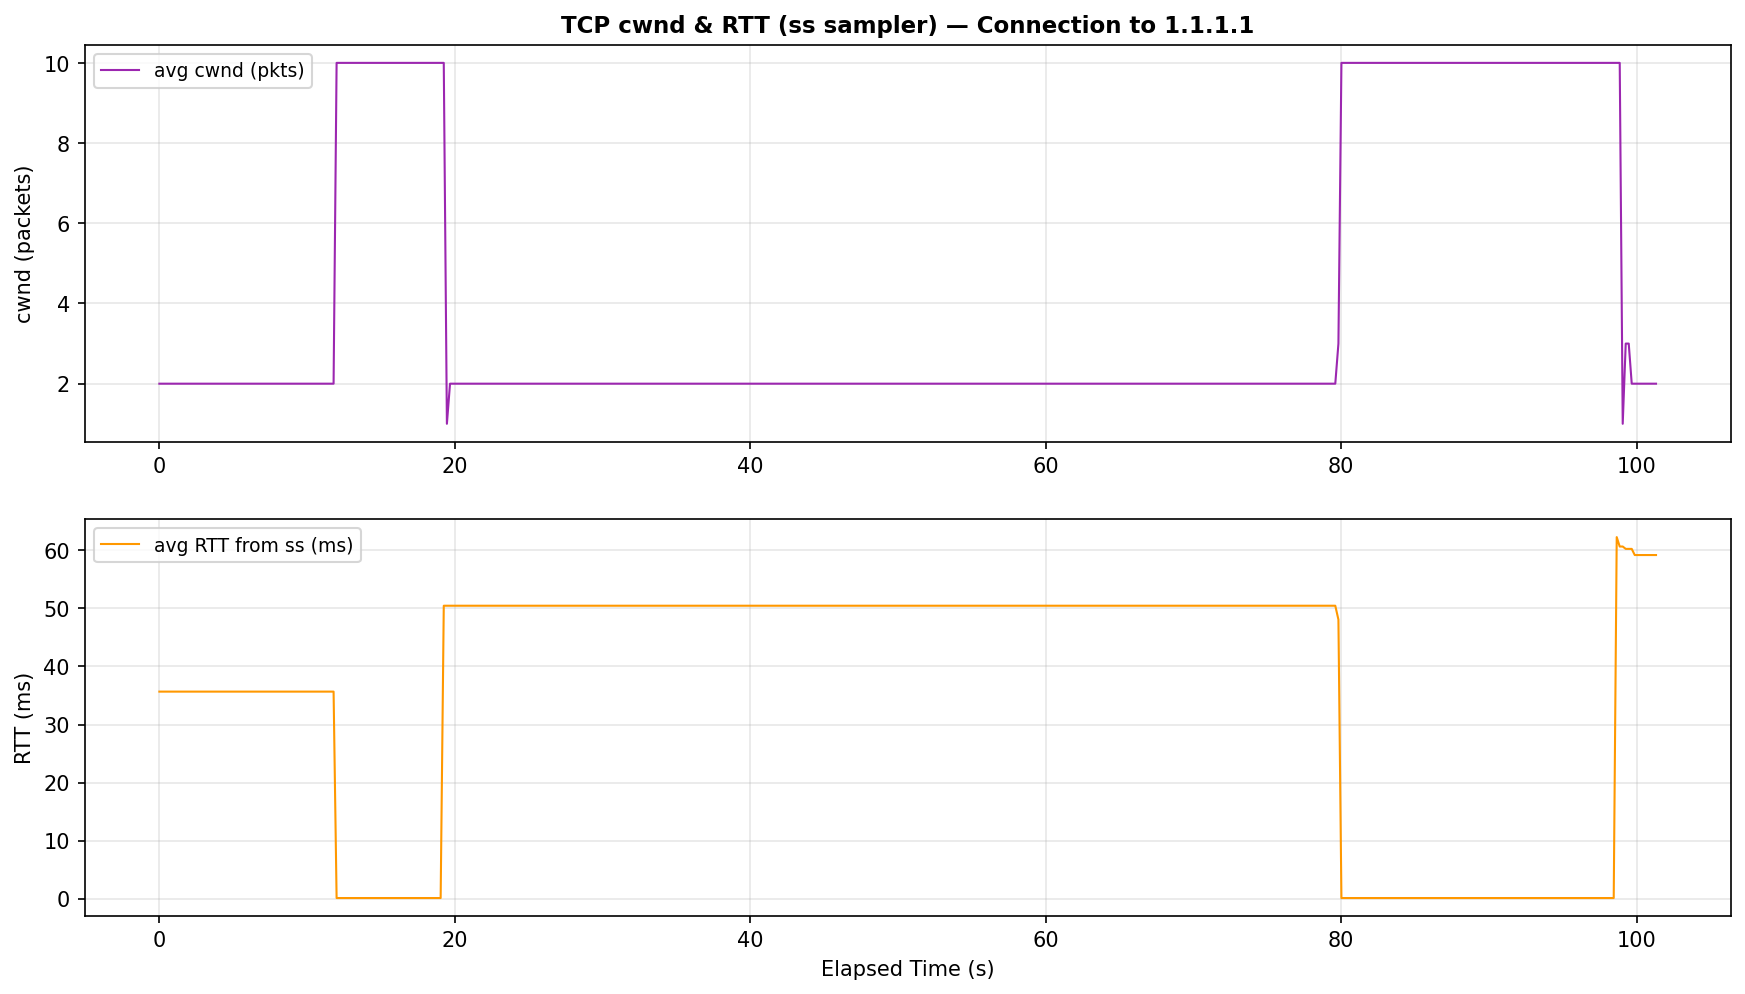 TCP cwnd & RTT (ss sampler) — Connection to 1.1.1.1
avg cwnd (pkts)
cwnd (packets)
10
8
6
4
2
0 20 40 60 80 100
avg RTT from ss (ms)
RTT (ms)
60
50
40
30
20
10
0
0 20 40 60 80 100
Elapsed Time (s)